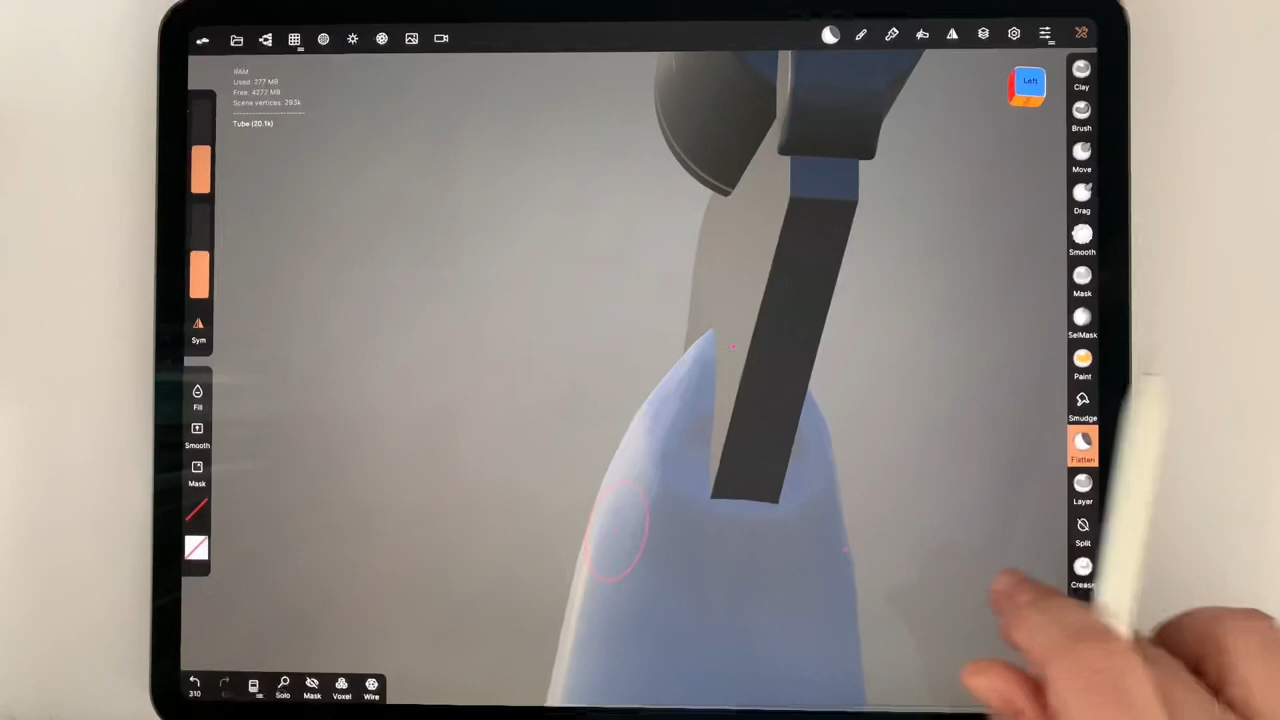 RAM
Used: 277 MB
Free: 4272 MB
Scene vertices: 293k
Tube (20.1k)
Left
Clay
Brush
Move
Drag
Smooth
Mask
SelMask
Paint
Smudge
Flatten
Layer
Split
Crease
Sym
Fill
Smooth
Mask
310
Solo
Mask
Voxel
Wire